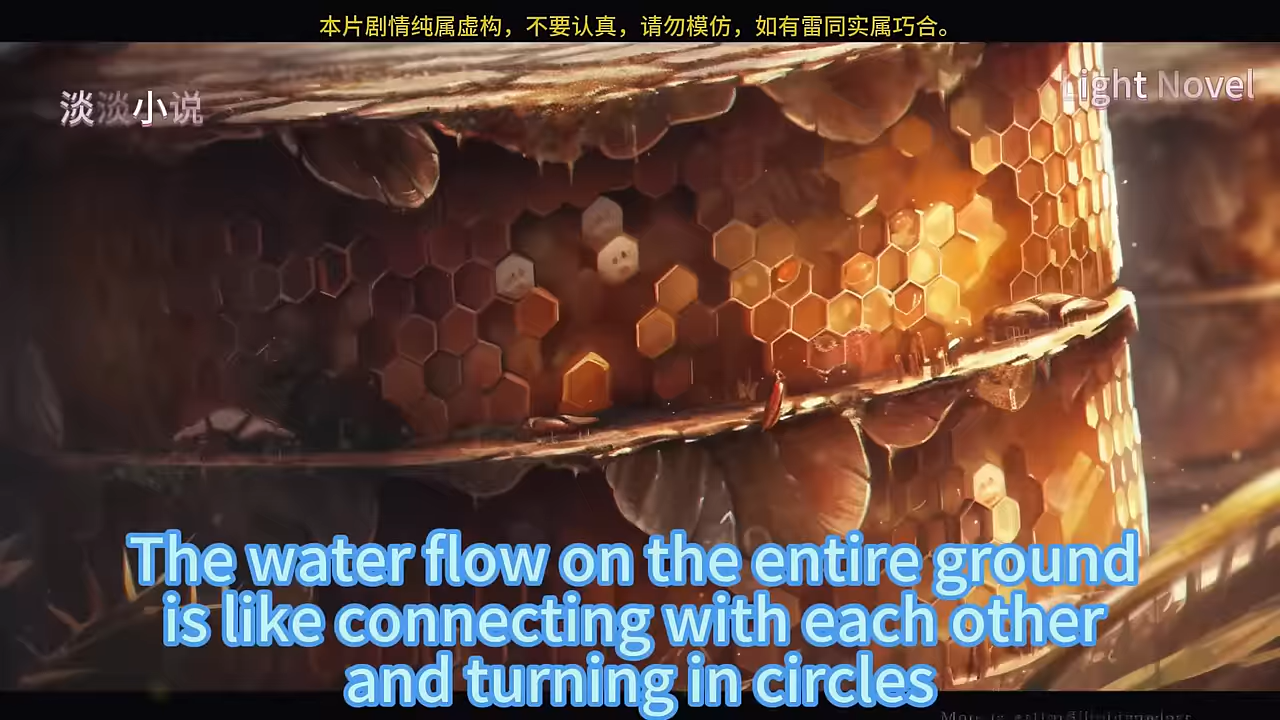 本片剧情纯属虚构，不要认真，请勿模仿，如有雷同实属巧合。
淡淡小说
Light Novel
The water flow on the entire ground
is like connecting with each other
and turning in circles